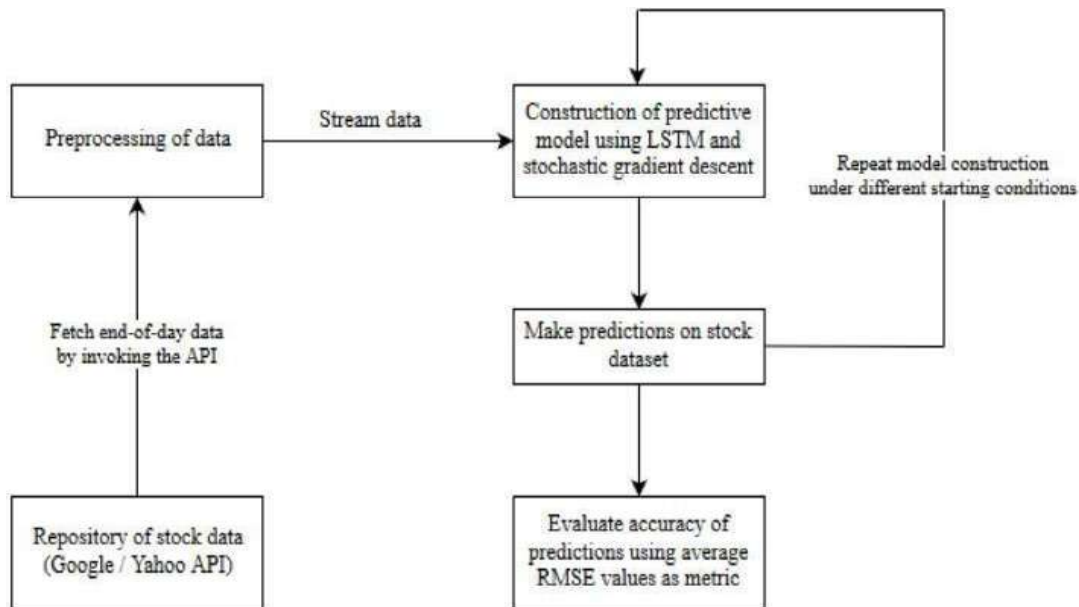 Preprocessing of data
Stream data
Construction of predictive
model using LSTM and
stochastic gradient descent
Repeat model construction
under different starting conditions
Fetch end-of-day data
by invoking the API
Make predictions on stock
dataset
Repository of stock data
(Google / Yahoo API)
Evaluate accuracy of
predictions using average
RMSE values as metric